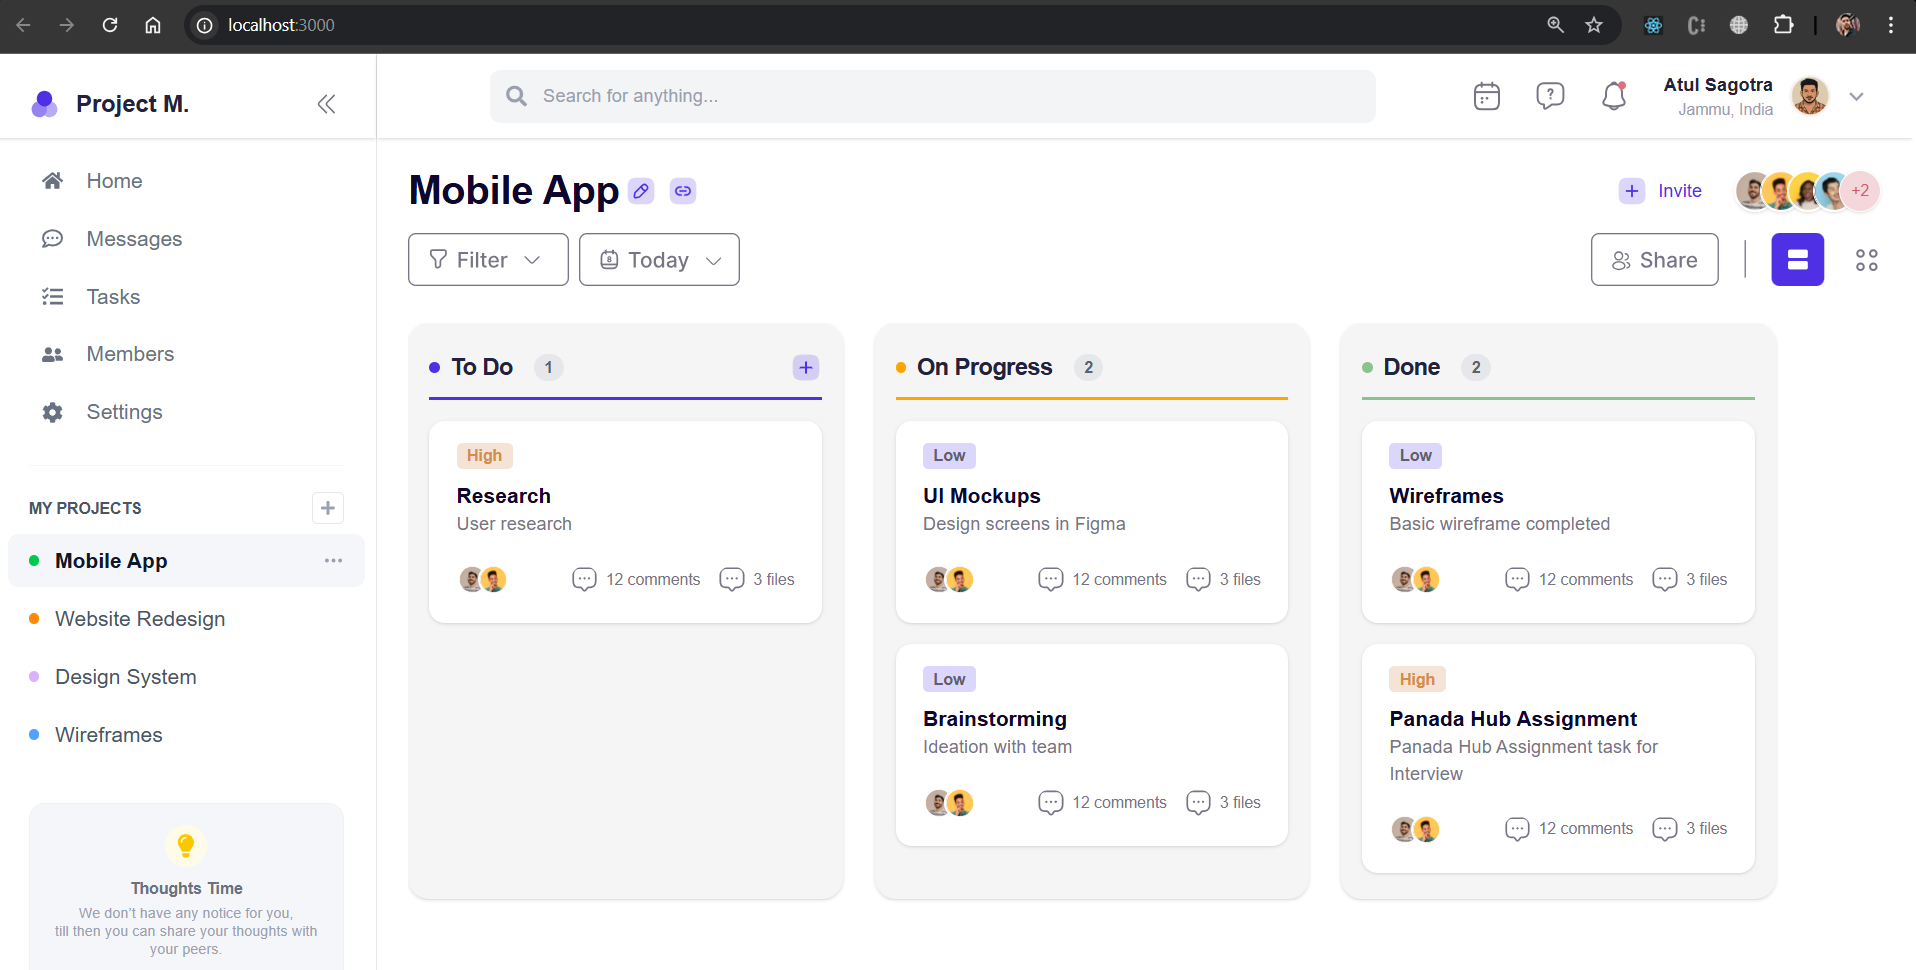 localhost:3000
Project M.
Search for anything...
Atul Sagotra
Jammu, India
Home
Messages
Tasks
Members
Settings
MY PROJECTS
Mobile App
Website Redesign
Design System
Wireframes
Thoughts Time
We don't have any notice for you,
till then you can share your thoughts with
your peers.
Mobile App
Invite
+2
Filter
8
Today
Share
To Do
1
High
Research
User research
12 comments
3 files
On Progress
2
Low
UI Mockups
Design screens in Figma
12 comments
3 files
Low
Brainstorming
Ideation with team
12 comments
3 files
Done
2
Low
Wireframes
Basic wireframe completed
12 comments
3 files
High
Panada Hub Assignment
Panada Hub Assignment task for
Interview
12 comments
3 files